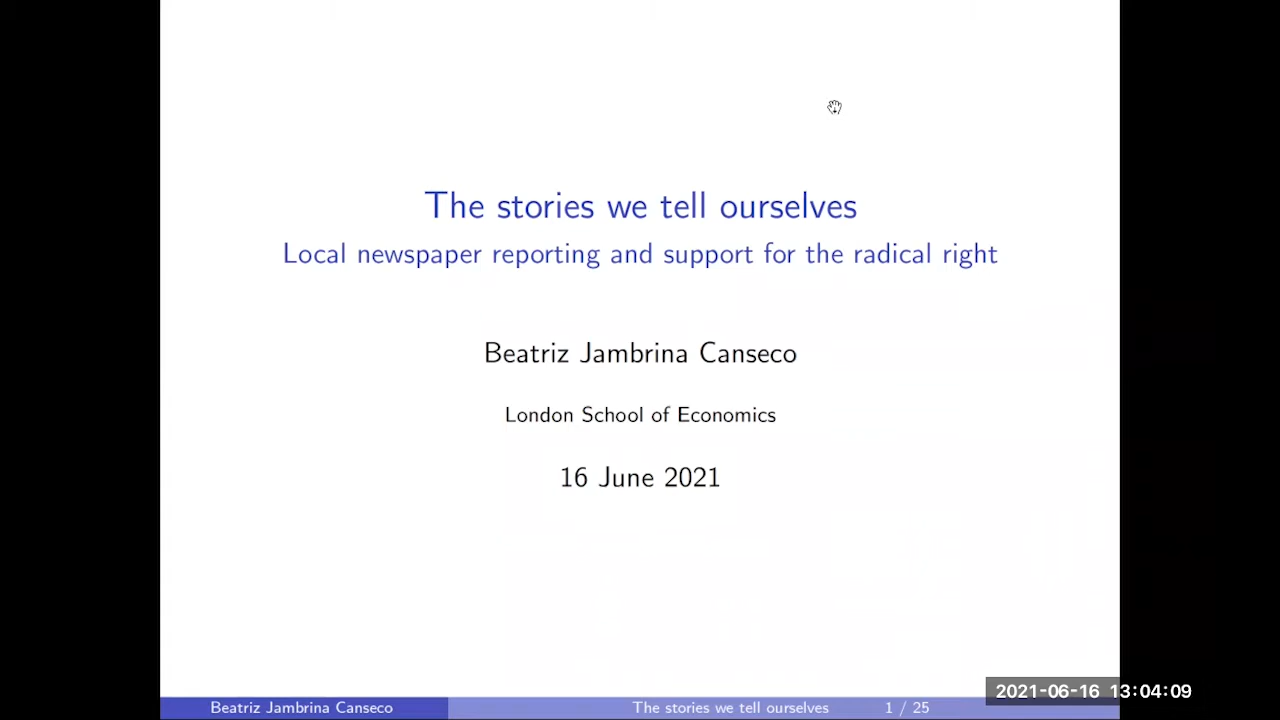 The stories we tell ourselves
Local newspaper reporting and support for the radical right
Beatriz Jambrina Canseco
London School of Economics
16 June 2021
Beatriz Jambrina Canseco
The stories we tell ourselves
1 / 25
2021-06-16 13:04:09